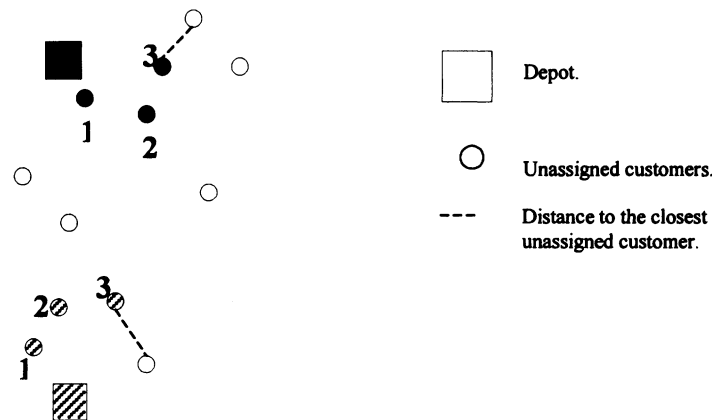 3
1
2
2
3
1
Depot.
Unassigned customers.
Distance to the closest
unassigned customer.